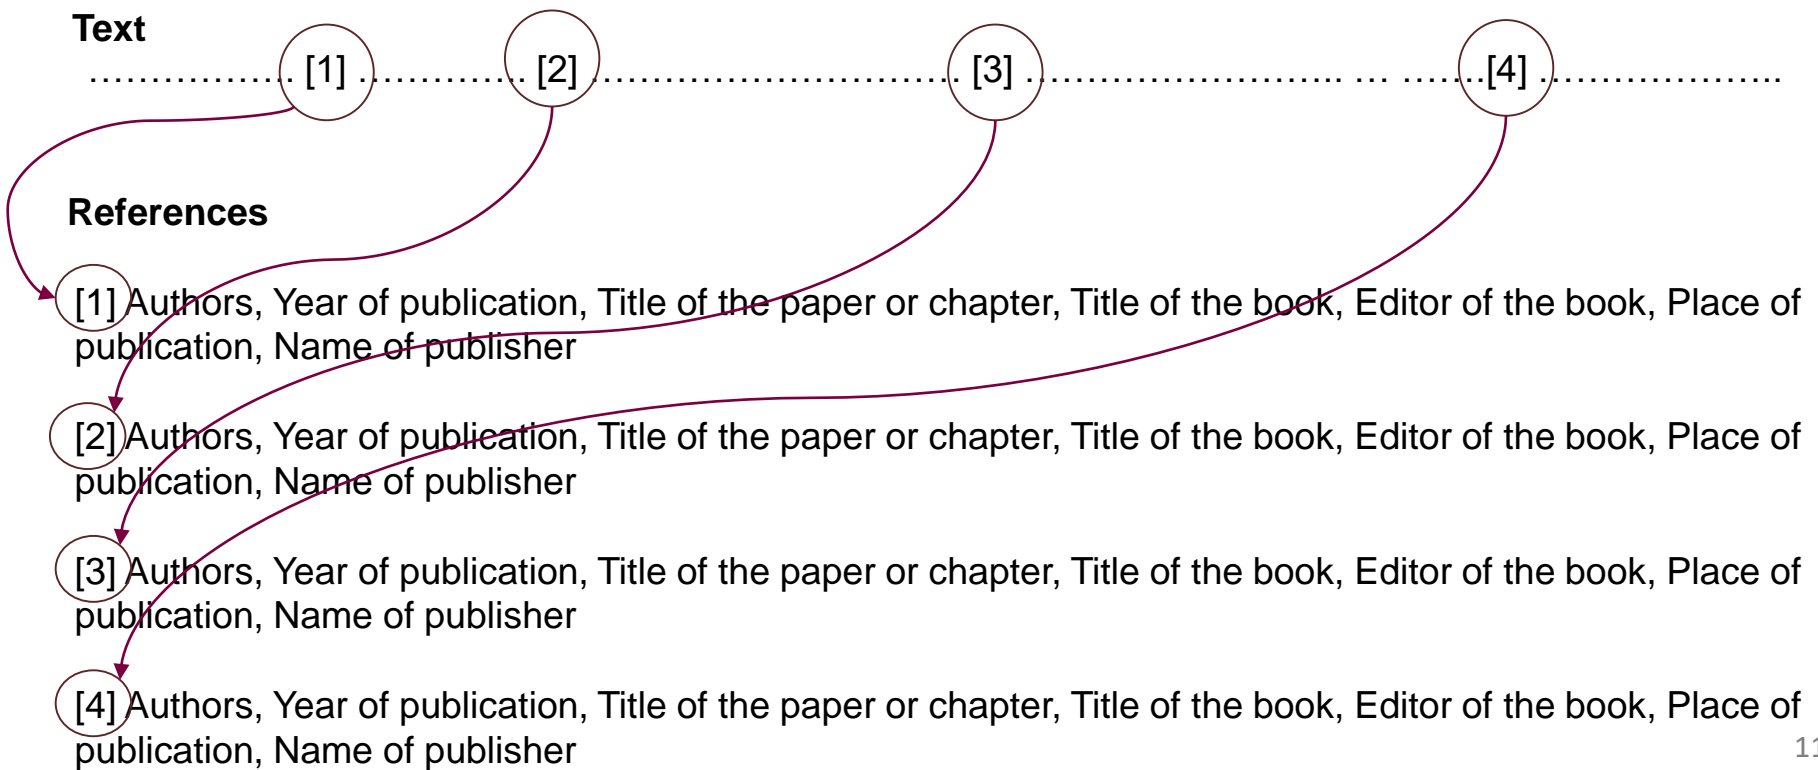 Text
……………. [1] …………. [2] ………………………………. [3] ………………………….. … …….[4] …………………..
References
[1] Authors, Year of publication, Title of the paper or chapter, Title of the book, Editor of the book, Place of
publication, Name of publisher
[2] Authors, Year of publication, Title of the paper or chapter, Title of the book, Editor of the book, Place of
publication, Name of publisher
[3] Authors, Year of publication, Title of the paper or chapter, Title of the book, Editor of the book, Place of
publication, Name of publisher
[4] Authors, Year of publication, Title of the paper or chapter, Title of the book, Editor of the book, Place of
publication, Name of publisher
11